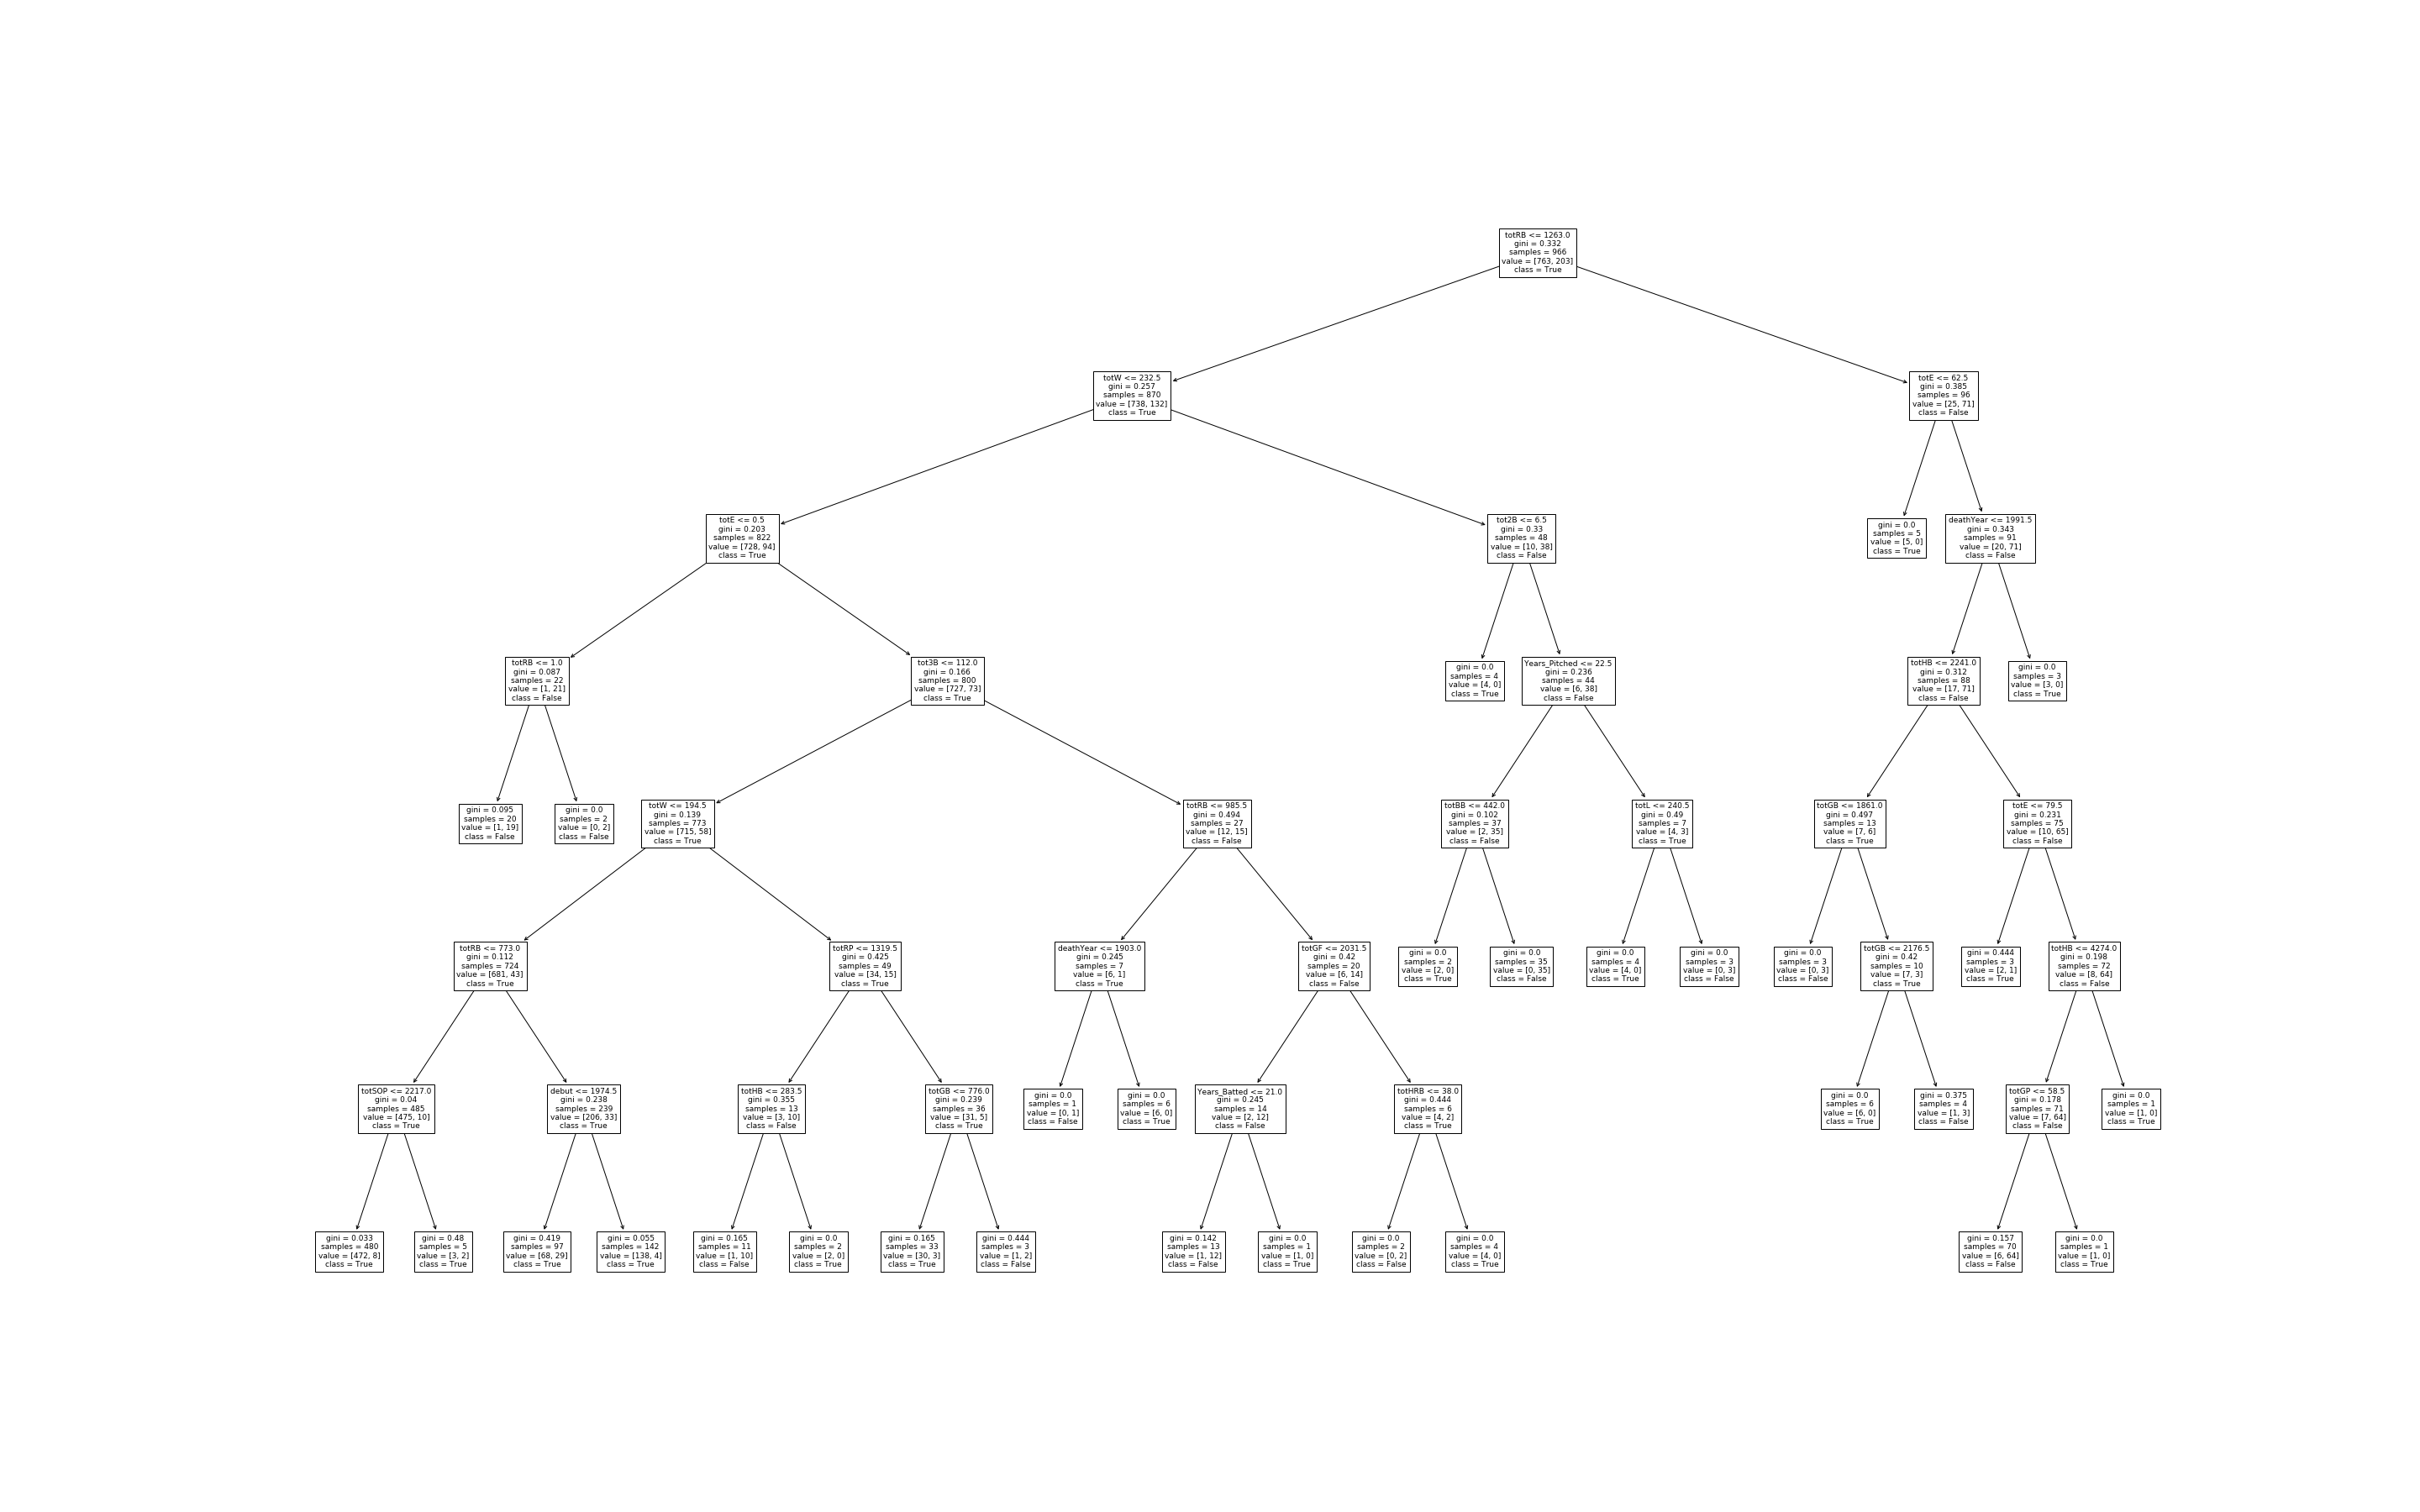 totRB <= 1263.0
gini = 0.332
samples = 966
value = [763, 203]
class = True
totW <= 232.5
gini = 0.257
samples = 870
value = [738, 132]
class = True
totE <= 62.5
gini = 0.385
samples = 96
value = [25, 71]
class = False
totE <= 0.5
gini = 0.203
samples = 822
value = [728, 94]
class = True
tot2B <= 6.5
gini = 0.33
samples = 48
value = [10, 38]
class = False
gini = 0.0
samples = 5
value = [5, 0]
class = True
deathYear <= 1991.5
gini = 0.343
samples = 91
value = [20, 71]
class = False
totRB <= 1.0
gini = 0.087
samples = 22
value = [1, 21]
class = False
tot3B <= 112.0
gini = 0.166
samples = 800
value = [727, 73]
class = True
gini = 0.0
samples = 4
value = [4, 0]
class = True
Years_Pitched <= 22.5
gini = 0.236
samples = 44
value = [6, 38]
class = False
totHB <= 2241.0
gini = 0.312
samples = 88
value = [17, 71]
class = False
gini = 0.0
samples = 3
value = [3, 0]
class = True
gini = 0.095
samples = 20
value = [1, 19]
class = False
gini = 0.0
samples = 2
value = [0, 2]
class = False
totW <= 194.5
gini = 0.139
samples = 773
value = [715, 58]
class = True
totRB <= 985.5
gini = 0.494
samples = 27
value = [12, 15]
class = False
totBB <= 442.0
gini = 0.102
samples = 37
value = [2, 35]
class = False
totL <= 240.5
gini = 0.49
samples = 7
value = [4, 3]
class = True
totGB <= 1861.0
gini = 0.497
samples = 13
value = [7, 6]
class = True
totE <= 79.5
gini = 0.231
samples = 75
value = [10, 65]
class = False
totRB <= 773.0
gini = 0.112
samples = 724
value = [681, 43]
class = True
totRP <= 1319.5
gini = 0.425
samples = 49
value = [34, 15]
class = True
deathYear <= 1903.0
gini = 0.245
samples = 7
value = [6, 1]
class = True
totGF <= 2031.5
gini = 0.42
samples = 20
value = [6, 14]
class = False
gini = 0.0
samples = 2
value = [2, 0]
class = True
gini = 0.0
samples = 35
value = [0, 35]
class = False
gini = 0.0
samples = 4
value = [4, 0]
class = True
gini = 0.0
samples = 3
value = [0, 3]
class = False
gini = 0.0
samples = 3
value = [0, 3]
class = False
totGB <= 2176.5
gini = 0.42
samples = 10
value = [7, 3]
class = True
gini = 0.444
samples = 3
value = [2, 1]
class = True
totHB <= 4274.0
gini = 0.198
samples = 72
value = [8, 64]
class = False
totSOP <= 2217.0
gini = 0.04
samples = 485
value = [475, 10]
class = True
debut <= 1974.5
gini = 0.238
samples = 239
value = [206, 33]
class = True
totHB <= 283.5
gini = 0.355
samples = 13
value = [3, 10]
class = False
totGB <= 776.0
gini = 0.239
samples = 36
value = [31, 5]
class = True
gini = 0.0
samples = 1
value = [0, 1]
class = False
gini = 0.0
samples = 6
value = [6, 0]
class = True
Years_Batted <= 21.0
gini = 0.245
samples = 14
value = [2, 12]
class = False
totHRB <= 38.0
gini = 0.444
samples = 6
value = [4, 2]
class = True
gini = 0.0
samples = 6
value = [6, 0]
class = True
gini = 0.375
samples = 4
value = [1, 3]
class = False
totGP <= 58.5
gini = 0.178
samples = 71
value = [7, 64]
class = False
gini = 0.0
samples = 1
value = [1, 0]
class = True
gini = 0.033
samples = 480
value = [472, 8]
class = True
gini = 0.48
samples = 5
value = [3, 2]
class = True
gini = 0.419
samples = 97
value = [68, 29]
class = True
gini = 0.055
samples = 142
value = [138, 4]
class = True
gini = 0.165
samples = 11
value = [1, 10]
class = False
gini = 0.0
samples = 2
value = [2, 0]
class = True
gini = 0.165
samples = 33
value = [30, 3]
class = True
gini = 0.444
samples = 3
value = [1, 2]
class = False
gini = 0.142
samples = 13
value = [1, 12]
class = False
gini = 0.0
samples = 1
value = [1, 0]
class = True
gini = 0.0
samples = 2
value = [0, 2]
class = False
gini = 0.0
samples = 4
value = [4, 0]
class = True
gini = 0.157
samples = 70
value = [6, 64]
class = False
gini = 0.0
samples = 1
value = [1, 0]
class = True